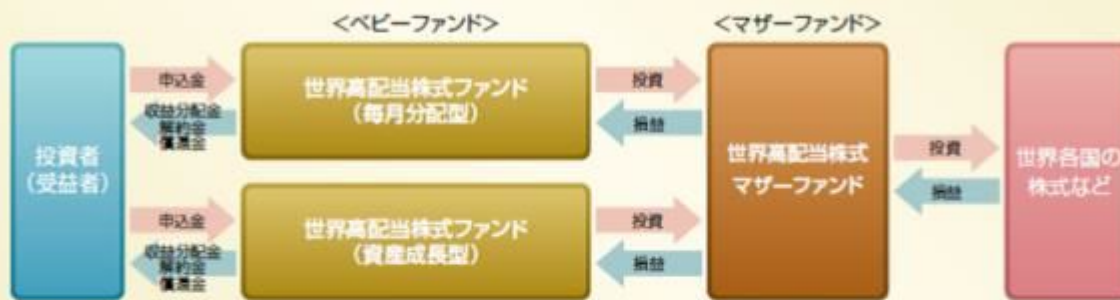 <ベビーファンド>
<マザーファンド>
投資者
(受益者)
申込金
収益分配金
解約金
償還金
世界高配当株式ファンド
(毎月分配型)
投資
損益
申込金
収益分配金
解約金
償還金
世界高配当株式ファンド
(資産成長型)
投資
損益
世界高配当株式
マザーファンド
投資
損益
世界各国の
株式など